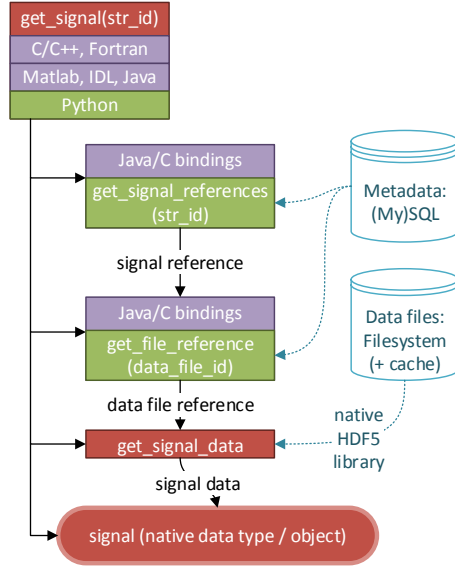 get_signal(str_id)
C/C++, Fortran
Matlab, IDL, Java
Python
Java/C bindings
get_signal_references
(str_id)
Metadata:
(My)SQL
signal reference
Java/C bindings
get_file_reference
(data_file_id)
Data files:
Filesystem
(+ cache)
data file reference
native
HDF5
library
get_signal_data
signal data
signal (native data type / object)